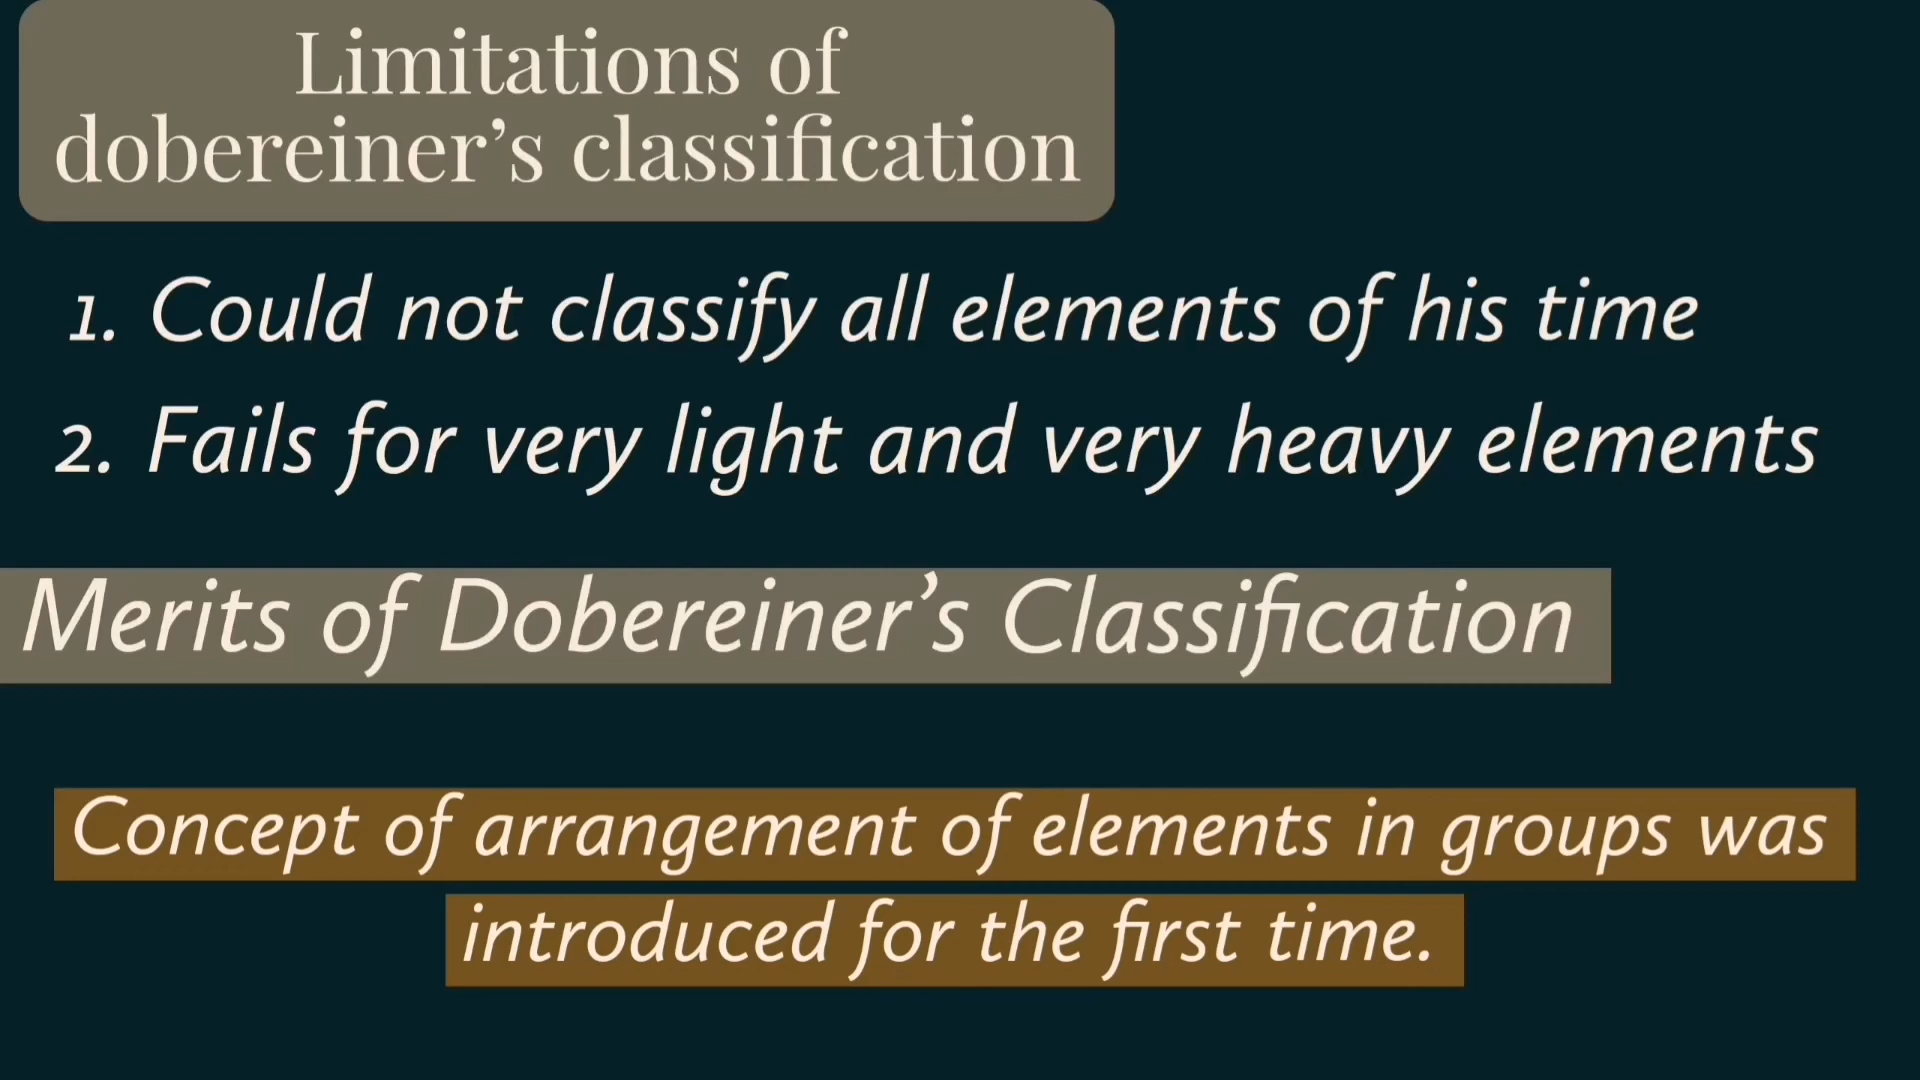 Limitations of
dobereiner’s classification
1. Could not classify all elements of his time
2. Fails for very light and very heavy elements
Merits of Dobereiner’s Classification
Concept of arrangement of elements in groups was
introduced for the first time.